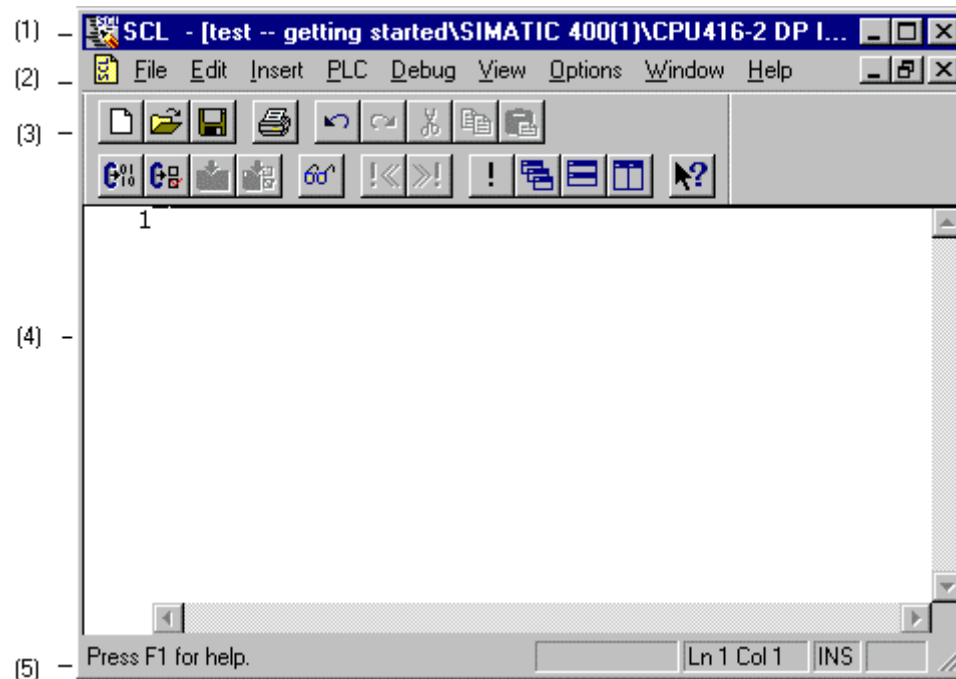 (1) SCL - [test -- getting started\SIMATIC 400(1)\CPU416-2 DP I...
(2) File Edit Insert PLC Debug View Options Window Help
(3)
1
(4)
(5) Press F1 for help. Ln 1 Col 1 INS